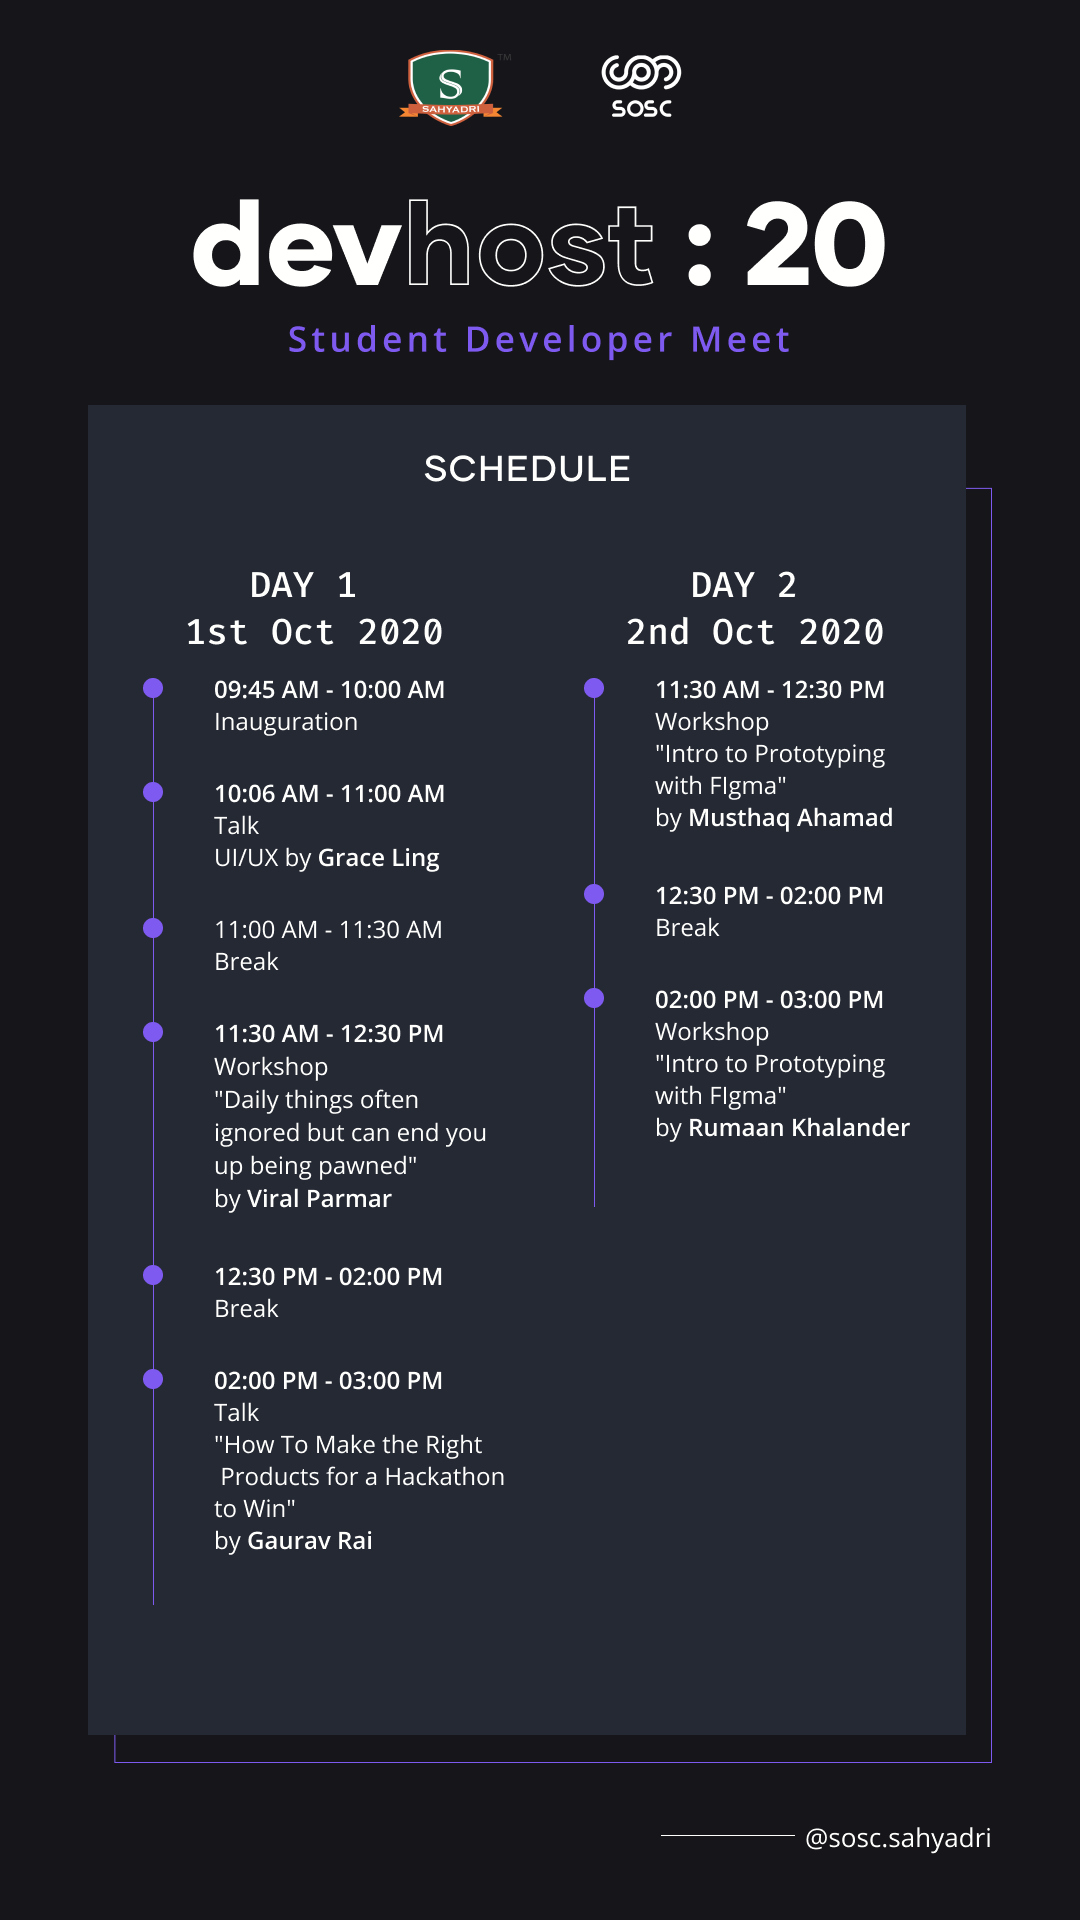 S
SAHYADRI
TM
SOSC
devhost : 20
Student Developer Meet
SCHEDULE
DAY 1
1st Oct 2020
09:45 AM - 10:00 AM
Inauguration
10:06 AM - 11:00 AM
Talk
UI/UX by Grace Ling
11:00 AM - 11:30 AM
Break
11:30 AM - 12:30 PM
Workshop
"Daily things often
ignored but can end you
up being pawned"
by Viral Parmar
12:30 PM - 02:00 PM
Break
02:00 PM - 03:00 PM
Talk
"How To Make the Right
Products for a Hackathon
to Win"
by Gaurav Rai
DAY 2
2nd Oct 2020
11:30 AM - 12:30 PM
Workshop
"Intro to Prototyping
with FIgma"
by Musthaq Ahamad
12:30 PM - 02:00 PM
Break
02:00 PM - 03:00 PM
Workshop
"Intro to Prototyping
with FIgma"
by Rumaan Khalander
@sosc.sahyadri